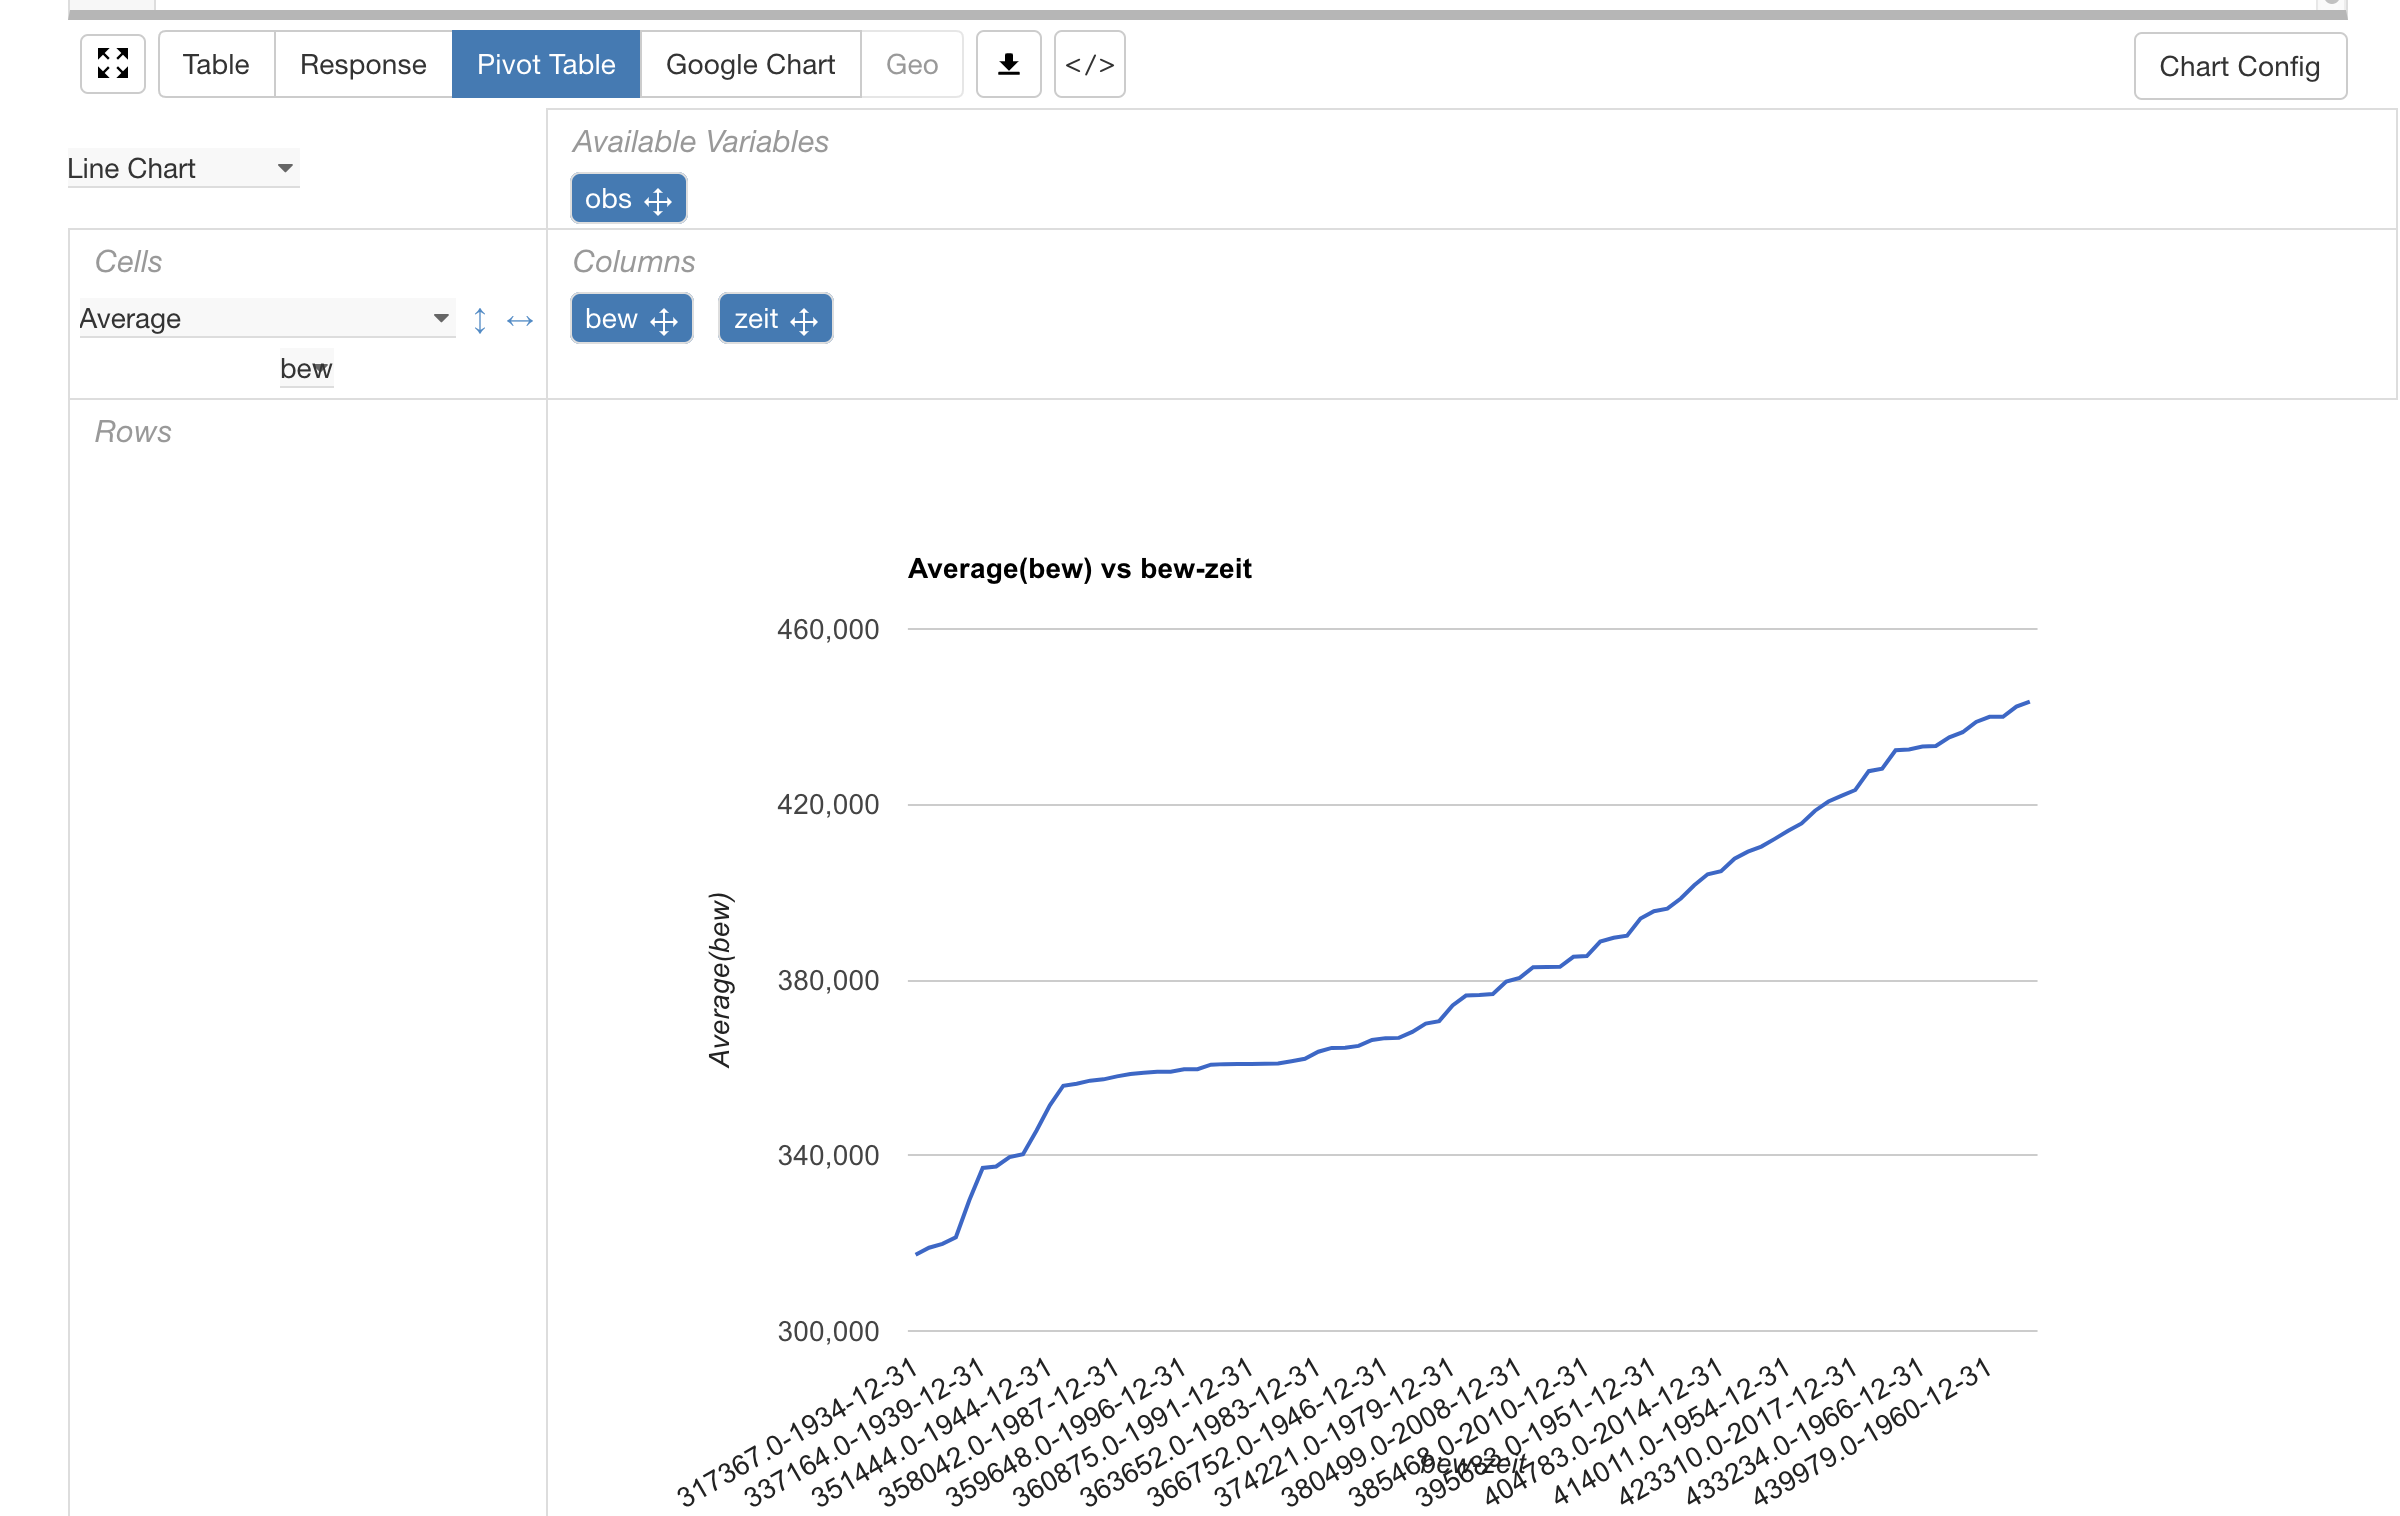 Table Response Pivot Table Google Chart Geo </> Chart Config
Line Chart
Available Variables
obs
Cells
Average
bew
Columns
bew zeit
Rows
Average(bew) vs bew-zeit
460,000
420,000
380,000
340,000
300,000
Average(bew)
317367.0-1934-12-31
337164.0-1939-12-31
351444.0-1944-12-31
358042.0-1987-12-31
359648.0-1996-12-31
360875.0-1991-12-31
363652.0-1983-12-31
366752.0-1946-12-31
374221.0-1979-12-31
380499.0-2008-12-31
385468.0-2010-12-31
395683.0-1951-12-31
404783.0-2014-12-31
414011.0-1954-12-31
423310.0-2017-12-31
433234.0-1966-12-31
439979.0-1960-12-31
bew-zeit